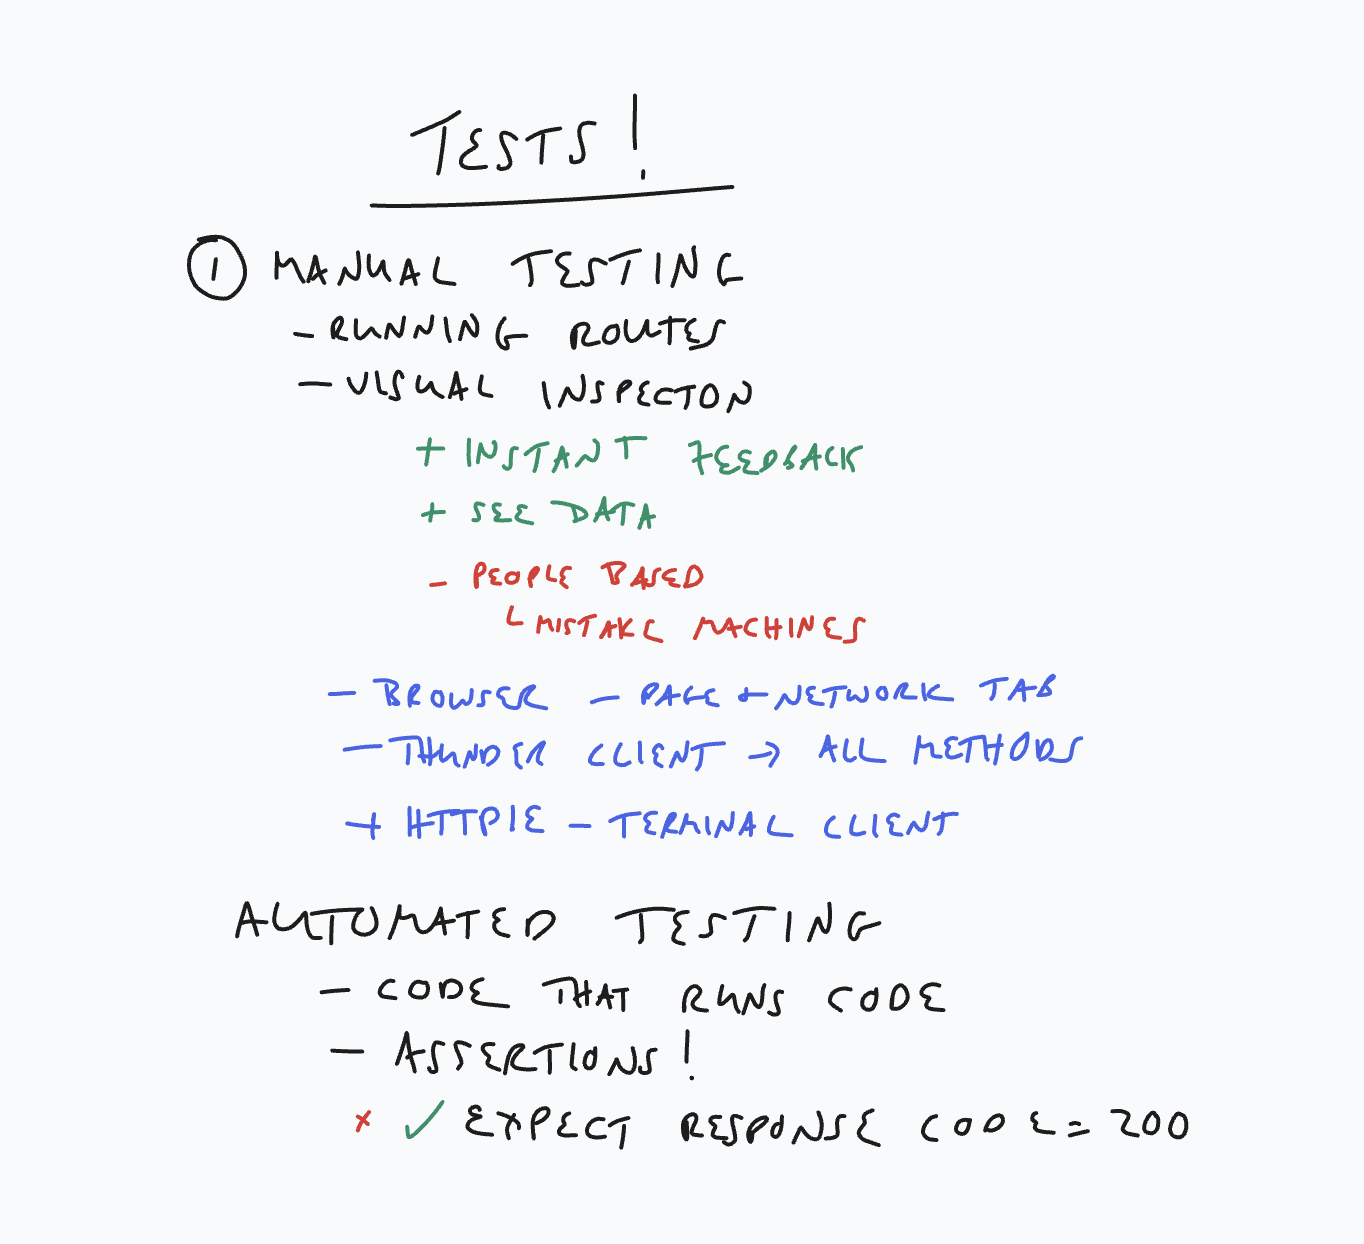 TESTS!
① MANUAL TESTING
- RUNNING ROUTES
- VISUAL INSPECTON
+ INSTANT FEEDBACK
+ SEE DATA
- PEOPLE BASED
└ MISTAKE MACHINES
- BROWSER - PAGE + NETWORK TAB
- THUNDER CLIENT → ALL METHODS
+ HTTPIE - TERMINAL CLIENT
AUTOMATED TESTING
- CODE THAT RUNS CODE
- ASSERTIONS!
× ✓ EXPECT RESPONSE CODE = 200